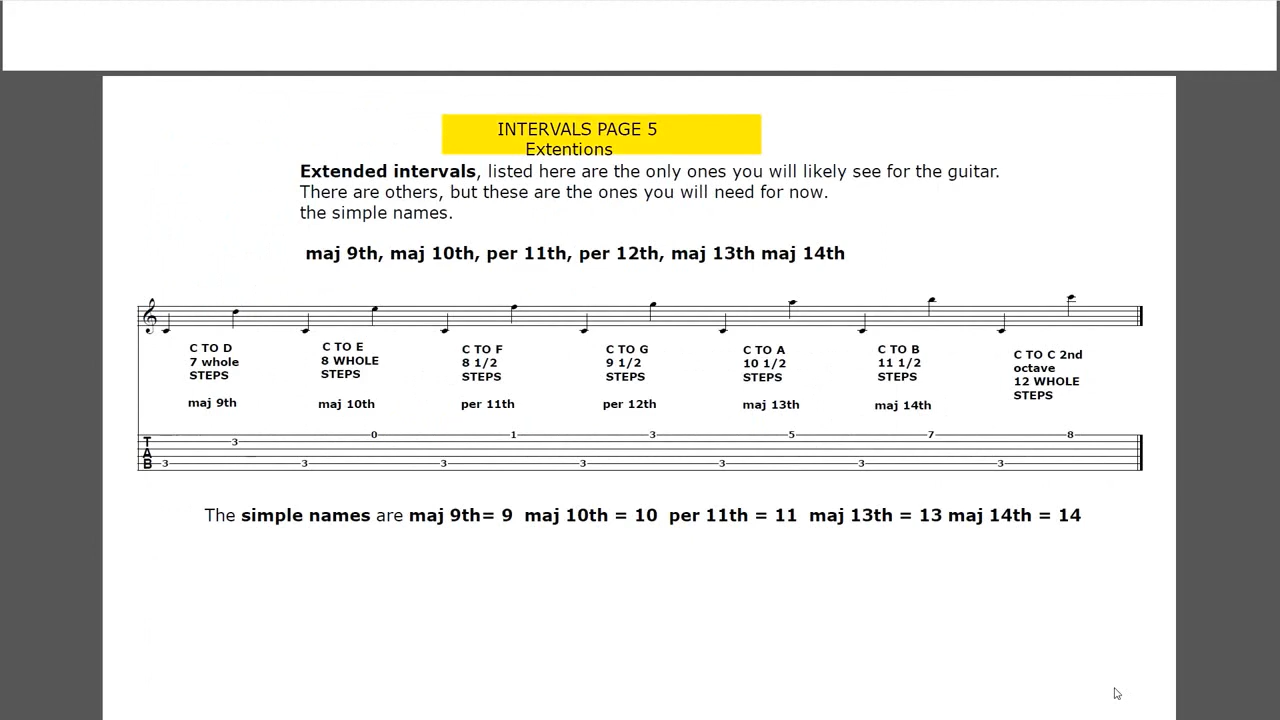 INTERVALS PAGE 5
Extentions
Extended intervals, listed here are the only ones you will likely see for the guitar.
There are others, but these are the ones you will need for now.
the simple names.
maj 9th, maj 10th, per 11th, per 12th, maj 13th maj 14th
C TO D
7 whole
STEPS
maj 9th
C TO E
8 WHOLE
STEPS
maj 10th
C TO F
8 1/2
STEPS
per 11th
C TO G
9 1/2
STEPS
per 12th
C TO A
10 1/2
STEPS
maj 13th
C TO B
11 1/2
STEPS
maj 14th
C TO C 2nd
octave
12 WHOLE
STEPS
TAB
3 3 3 0 3 1 3 3 3 5 3 7 3 8
The simple names are maj 9th= 9 maj 10th = 10 per 11th = 11 maj 13th = 13 maj 14th = 14